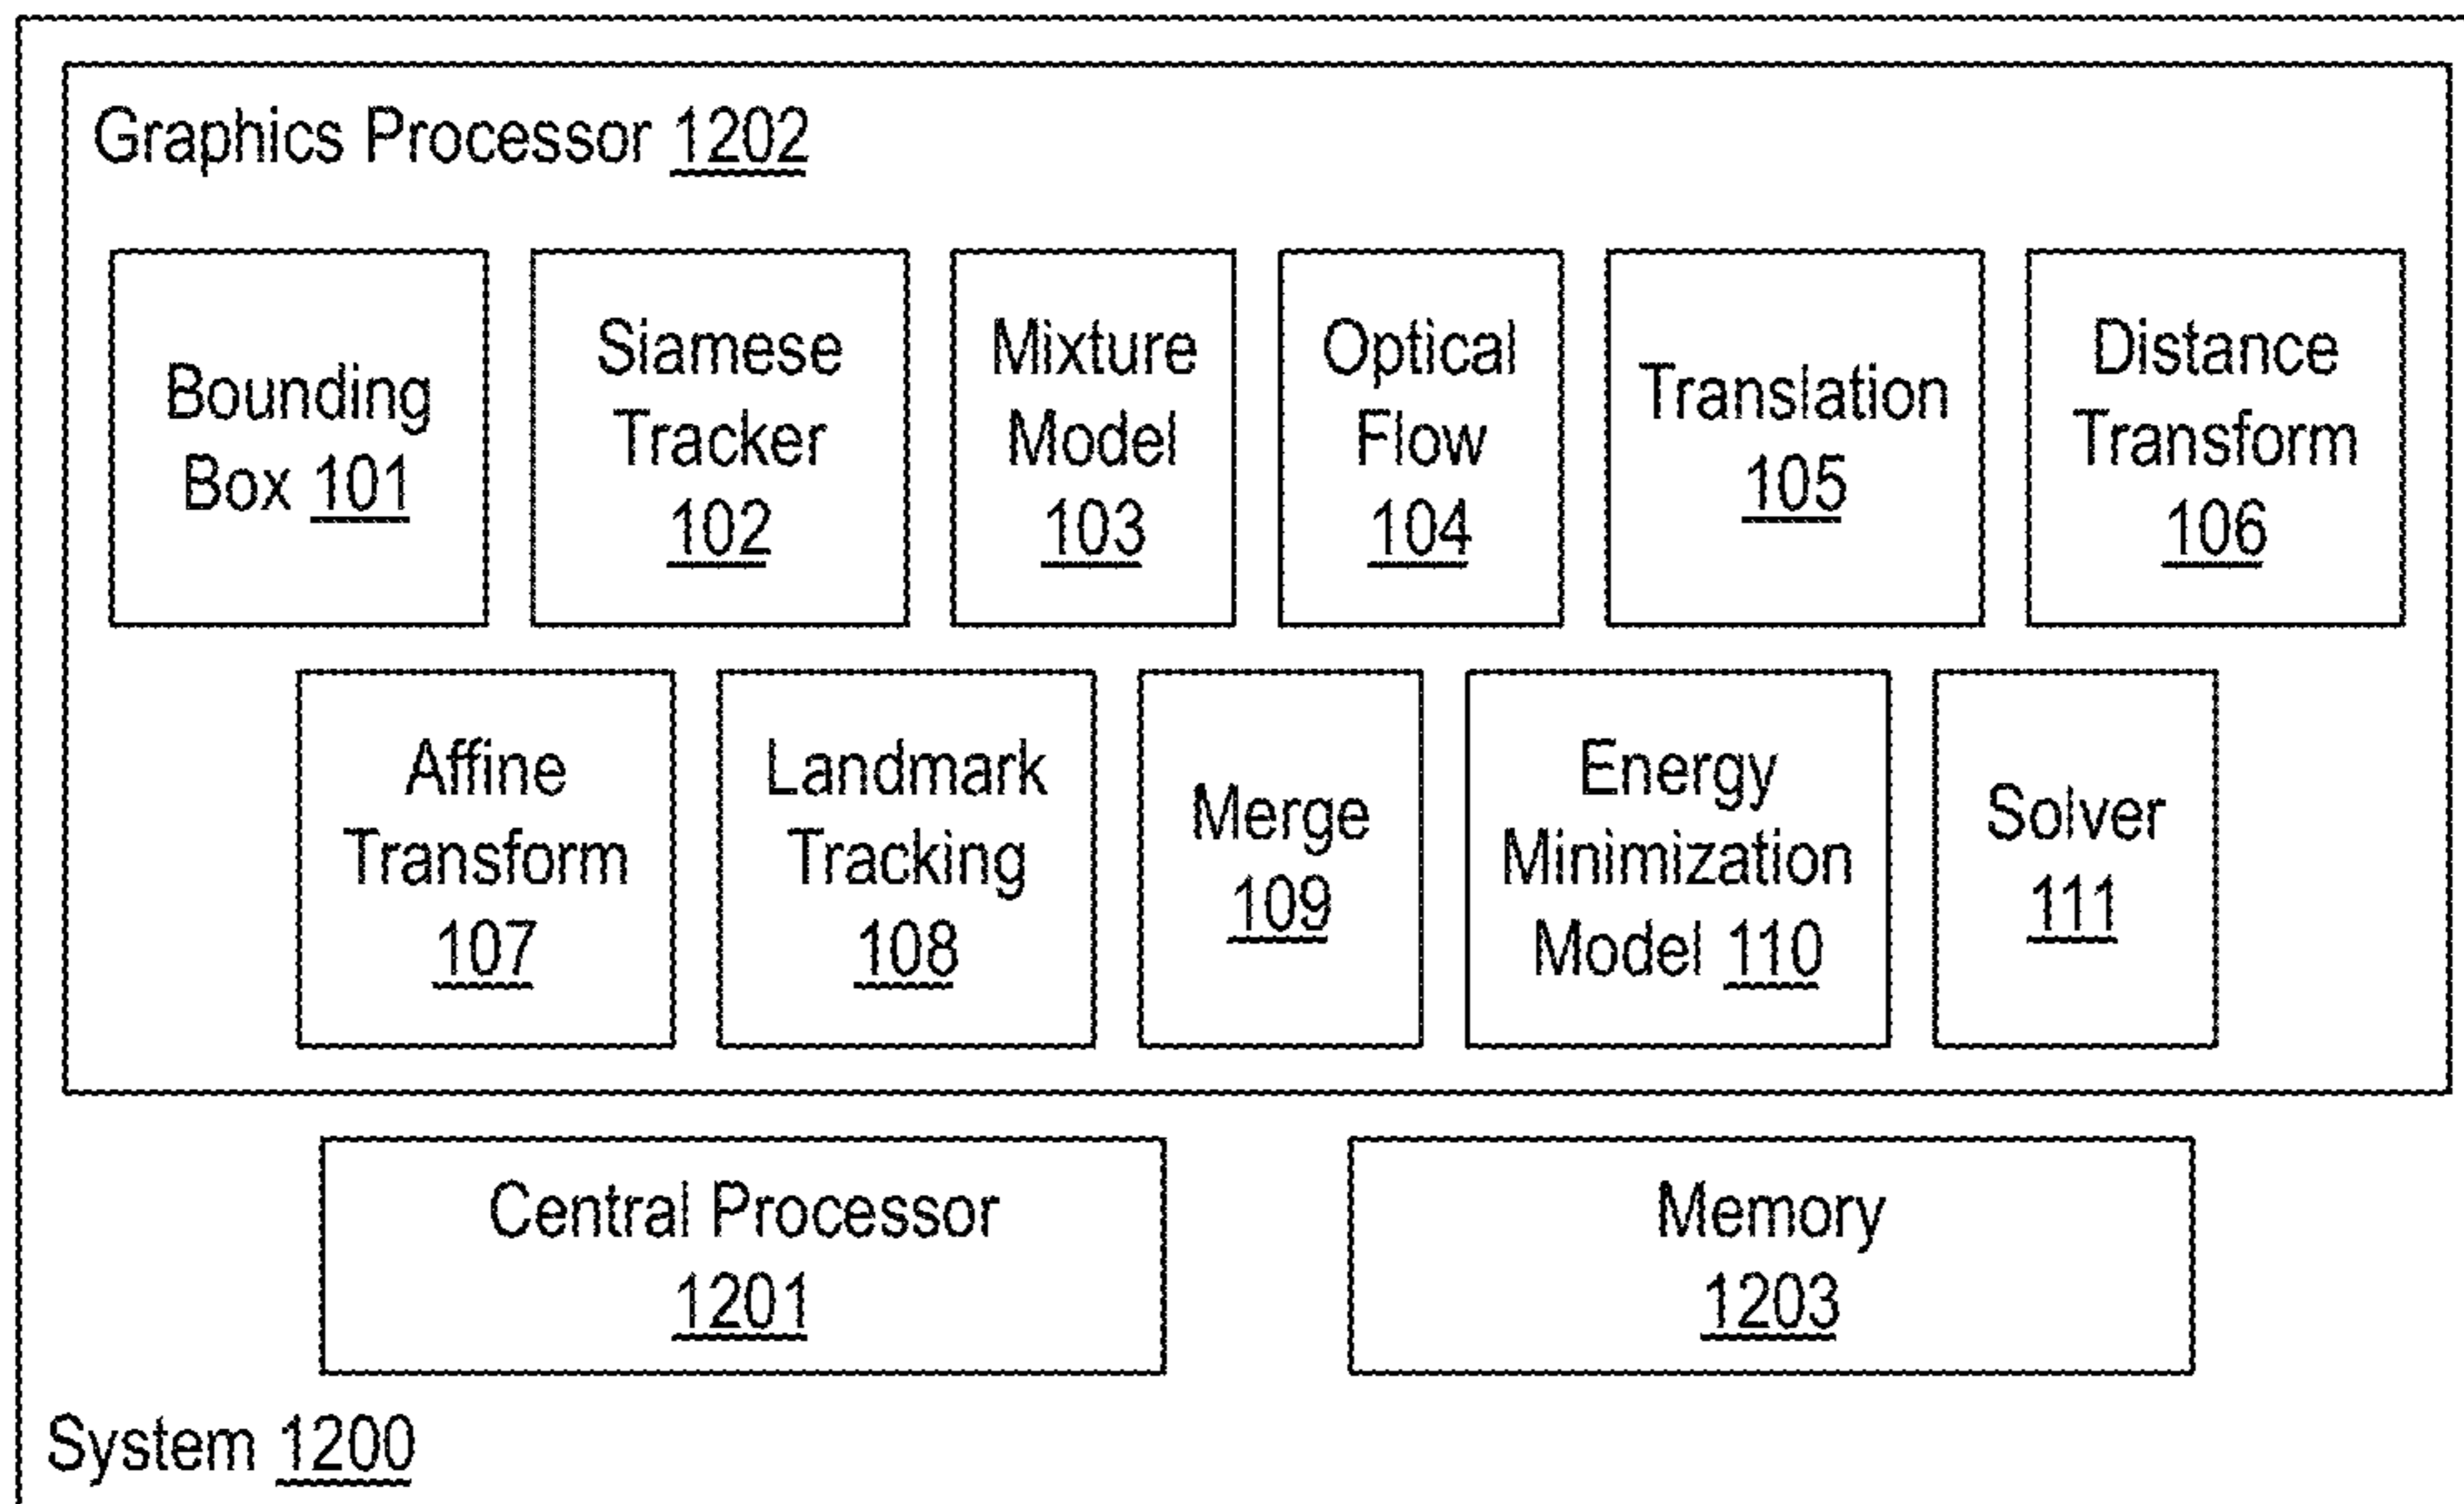 Graphics Processor 1202
Bounding
Box 101
Siamese
Tracker
102
Mixture
Model
103
Optical
Flow
104
Translation
105
Distance
Transform
106
Affine
Transform
107
Landmark
Tracking
108
Merge
109
Energy
Minimization
Model 110
Solver
111
Central Processor
1201
Memory
1203
System 1200